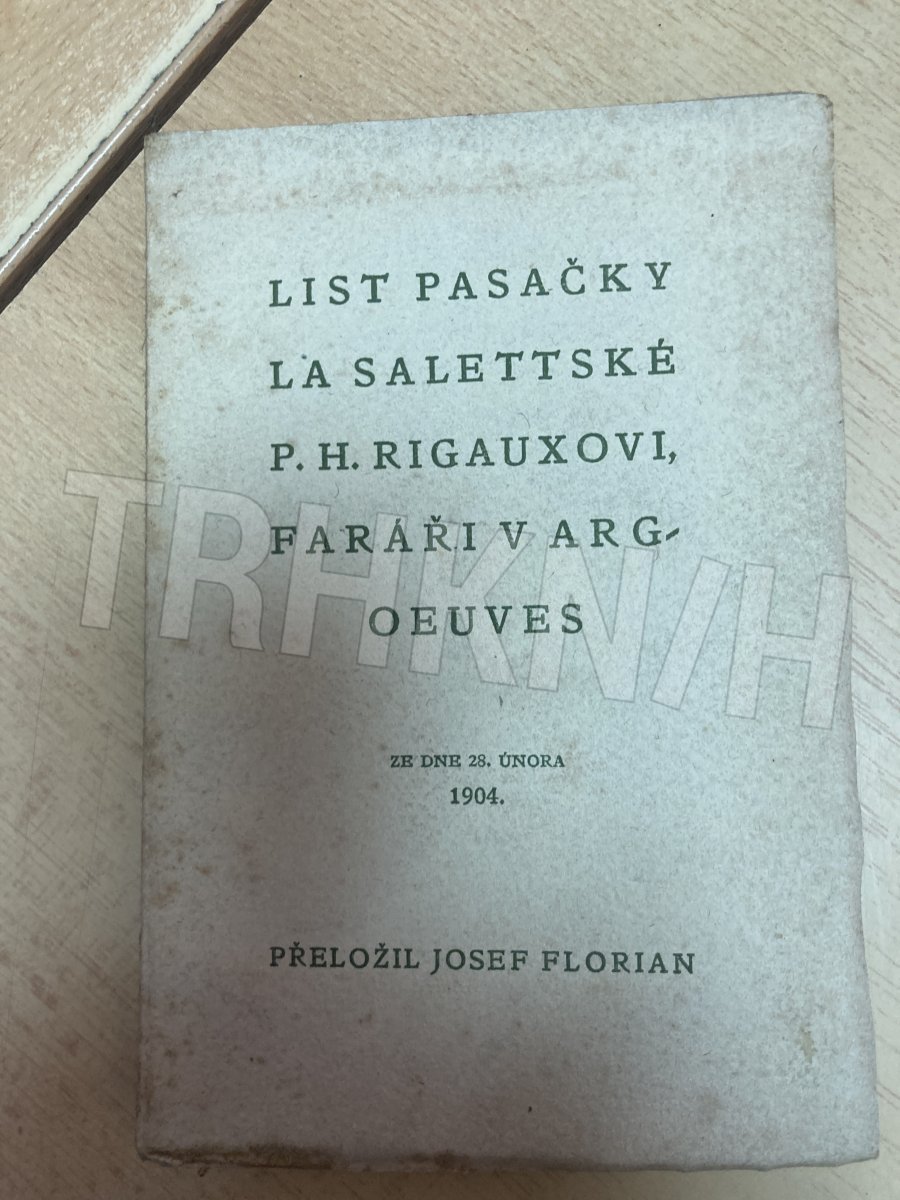 LIST PASAČKY
LA SALETTSKÉ
P. H. RIGAUXOVI,
FARÁŘI V ARG-
OEUVES
TRHKNIH
ZE DNE 28. ÚNORA
1904.
PŘELOŽIL JOSEF FLORIAN